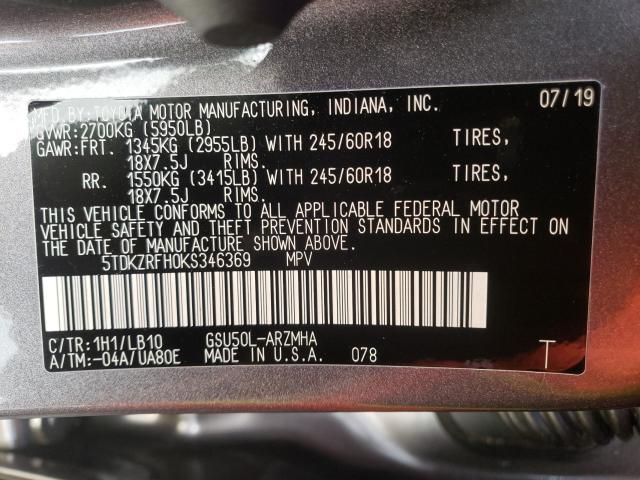 MFD.BY:TOYOTA MOTOR MANUFACTURING, INDIANA, INC. 07/19
GVWR:2700KG (5950LB)
GAWR:FRT. 1345KG (2955LB) WITH 245/60R18 TIRES,
18X7.5J RIMS.
RR. 1550KG (3415LB) WITH 245/60R18 TIRES,
18X7.5J RIMS.
THIS VEHICLE CONFORMS TO ALL APPLICABLE FEDERAL MOTOR
VEHICLE SAFETY AND THEFT PREVENTION STANDARDS IN EFFECT ON
THE DATE OF MANUFACTURE SHOWN ABOVE.
5TDKZRFH0KS346369 MPV
C/TR:1H1/LB10 GSU50L-ARZMHA
A/TM:-04A/UA80E MADE IN U.S.A. 078 T